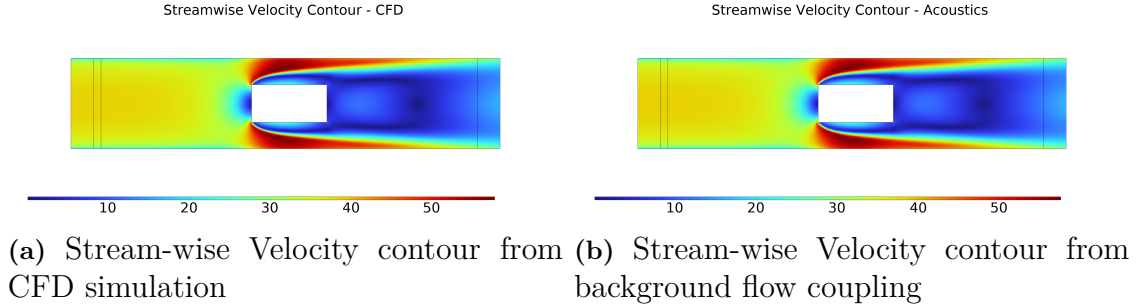 Streamwise Velocity Contour - CFD
10 20 30 40 50
(a) Stream-wise Velocity contour from
CFD simulation
Streamwise Velocity Contour - Acoustics
10 20 30 40 50
(b) Stream-wise Velocity contour from
background flow coupling